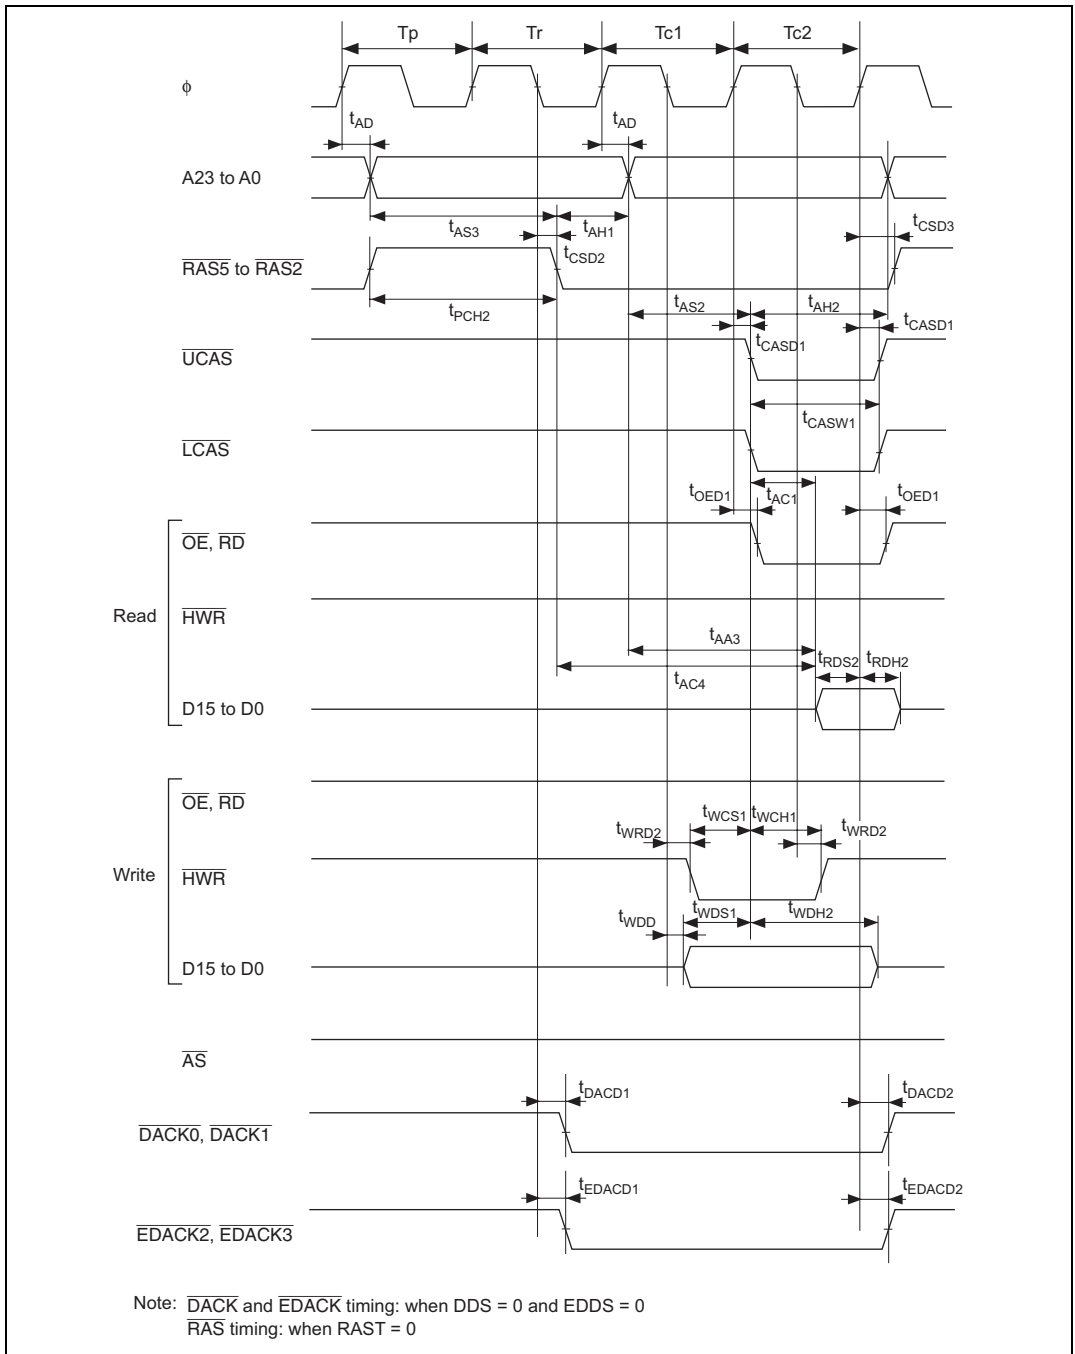 Tp Tr Tc1 Tc2
ϕ
tAD tAD
A23 to A0
tAS3 tAH1 tCSD3
tCSD2
RAS5 to RAS2
tPCH2 tAS2 tAH2
tCASD1 tCASD1
UCAS
tCASW1
LCAS
tOED1 tAC1 tOED1
OE, RD
Read HWR
tAA3
tRDS2 tRDH2
tAC4
D15 to D0
OE, RD
tWCS1 tWCH1
tWRD2 tWRD2
Write HWR
tWDS1 tWDH2
tWDD
D15 to D0
AS
tDACD1 tDACD2
DACK0, DACK1
tEDACD1 tEDACD2
EDACK2, EDACK3
Note: DACK and EDACK timing: when DDS = 0 and EDDS = 0
RAS timing: when RAST = 0